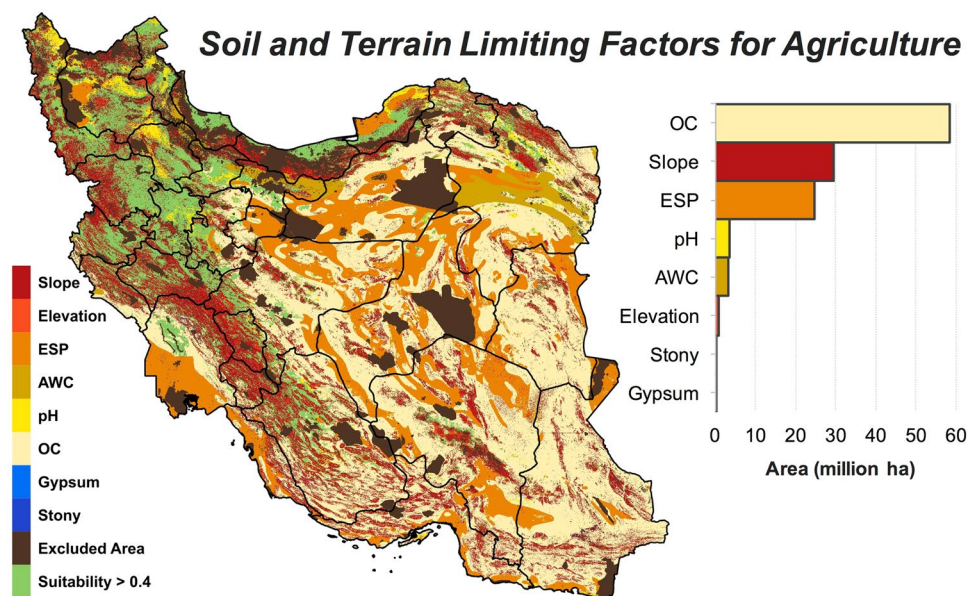 Soil and Terrain Limiting Factors for Agriculture
OC
Slope
ESP
pH
AWC
Elevation
Stony
Gypsum
0 10 20 30 40 50 60
Area (million ha)
Slope
Elevation
ESP
AWC
pH
OC
Gypsum
Stony
Excluded Area
Suitability > 0.4